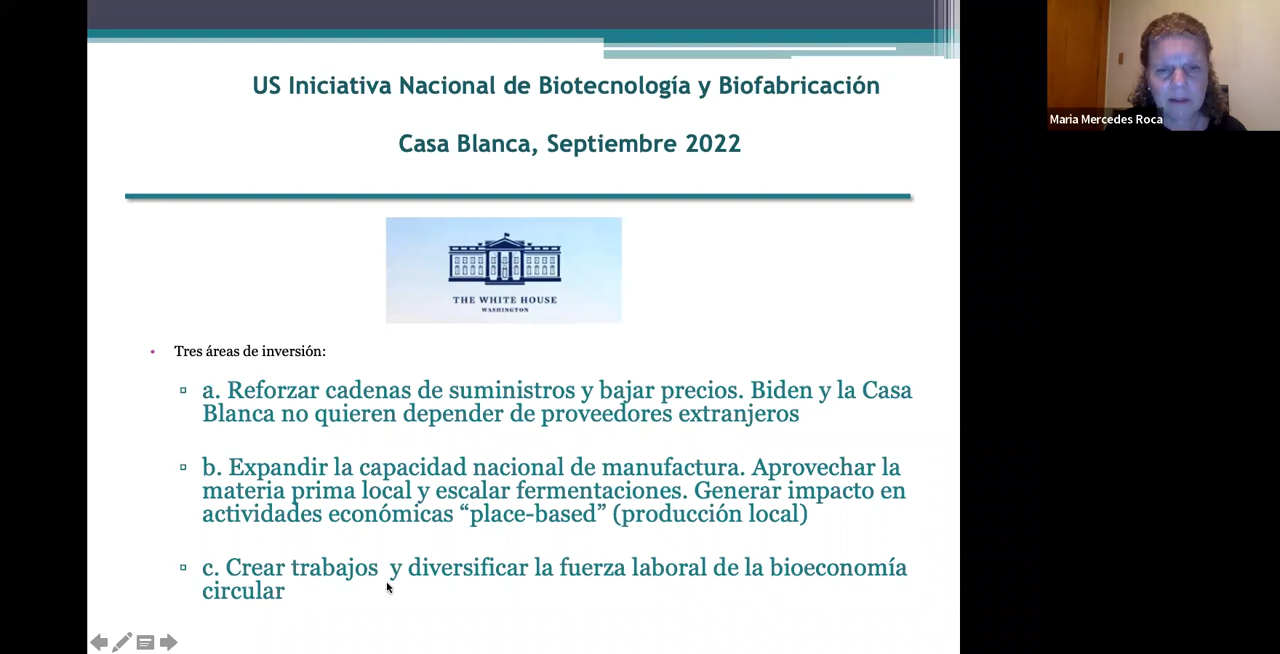 US Iniciativa Nacional de Biotecnología y Biofabricación
Casa Blanca, Septiembre 2022
Maria Mercedes Roca
THE WHITE HOUSE
WASHINGTON
• Tres áreas de inversión:
a. Reforzar cadenas de suministros y bajar precios. Biden y la Casa
Blanca no quieren depender de proveedores extranjeros
b. Expandir la capacidad nacional de manufactura. Aprovechar la
materia prima local y escalar fermentaciones. Generar impacto en
actividades económicas “place-based” (producción local)
c. Crear trabajos  y diversificar la fuerza laboral de la bioeconomía
circular